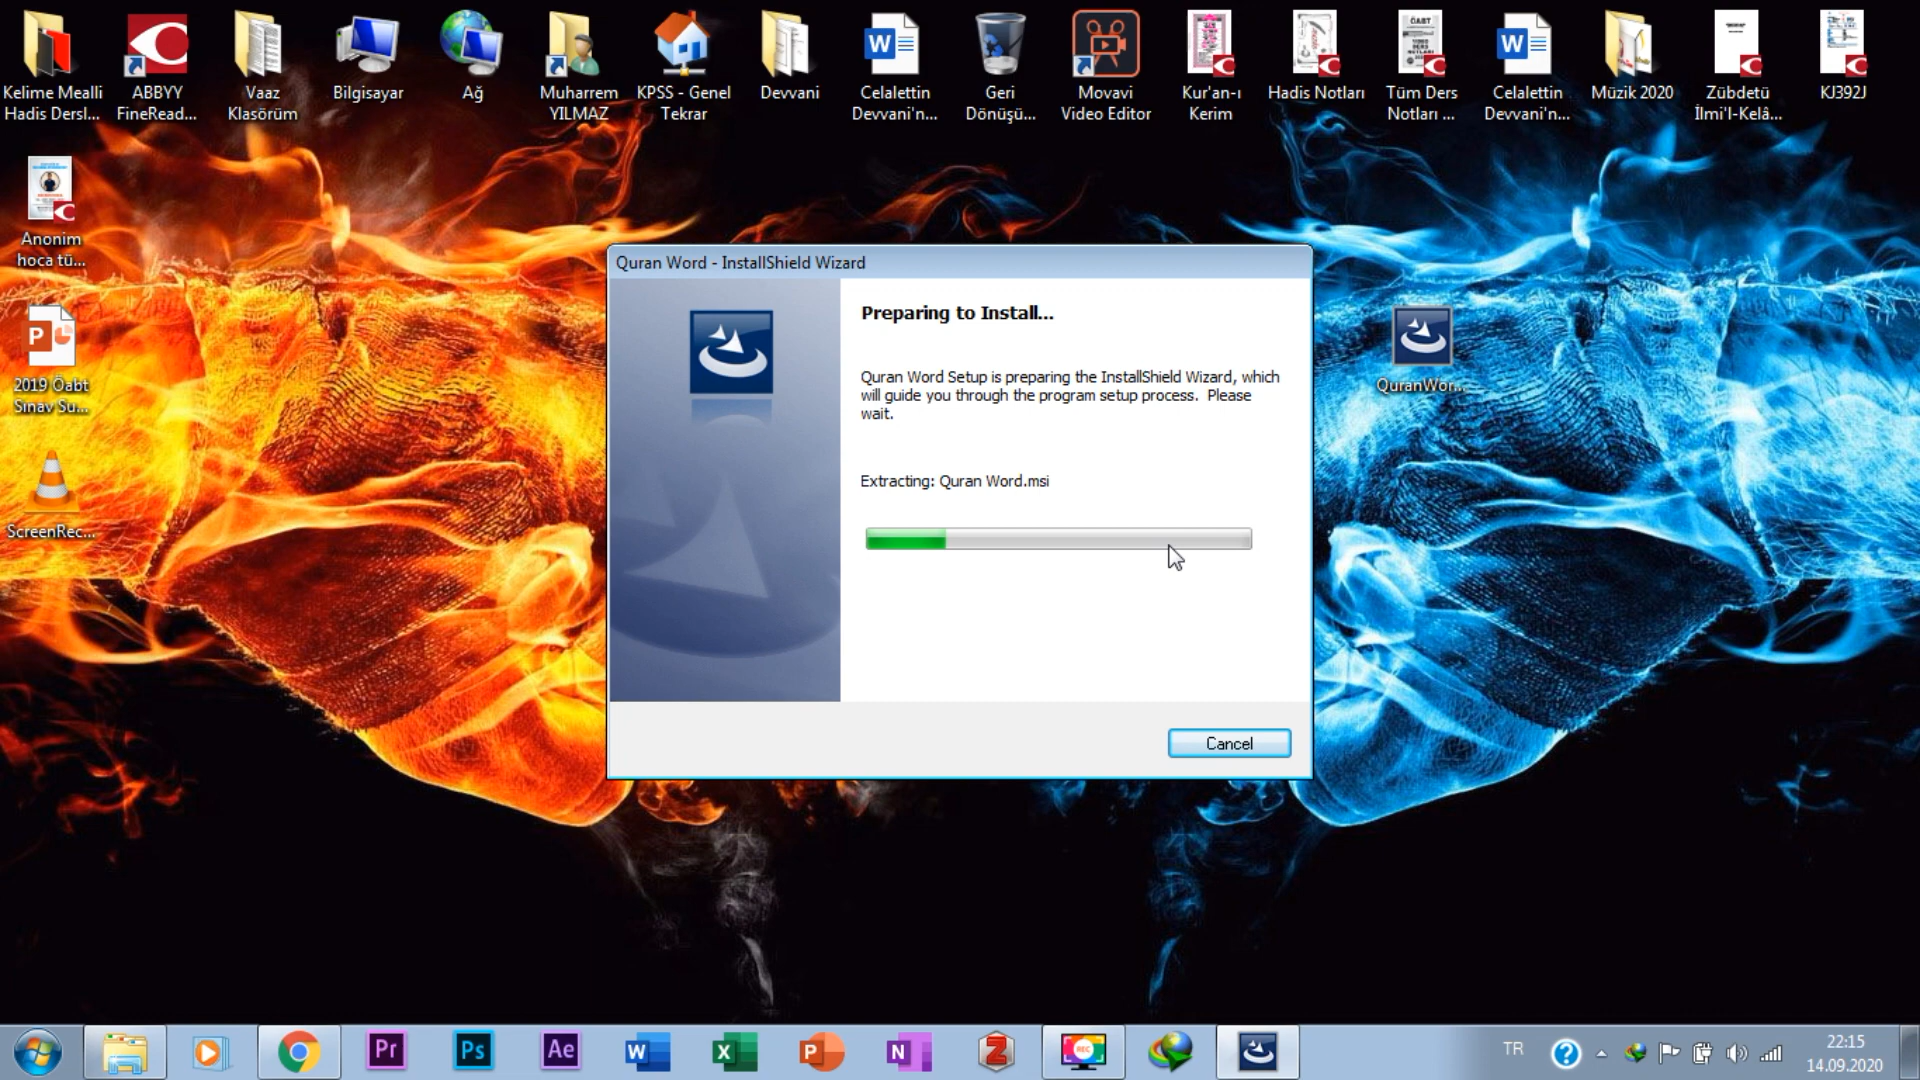 Kelime Mealli
Hadis Dersl...
ABBYY
FineRead...
Vaaz
Klasörüm
Bilgisayar
Ağ
Muharrem
YILMAZ
KPSS - Genel
Tekrar
Devvani
Celalettin
Devvani'n...
Geri
Dönüşü...
Movavi
Video Editor
Kur'an-ı
Kerim
Hadis Notları
Tüm Ders
Notları ...
Celalettin
Devvani'n...
Müzik 2020
Zübdetü
İlmi'l-Kelâ...
KJ392J
Anonim
hoca tü...
2019 Öabt
Sınav Su...
ScreenRec...
QuranWor...
Quran Word - InstallShield Wizard
Preparing to Install...
Quran Word Setup is preparing the InstallShield Wizard, which
will guide you through the program setup process. Please
wait.
Extracting: Quran Word.msi
Cancel
Pr
Ps
Ae
W
X
P
N
Z
REC
TR
22:15
14.09.2020